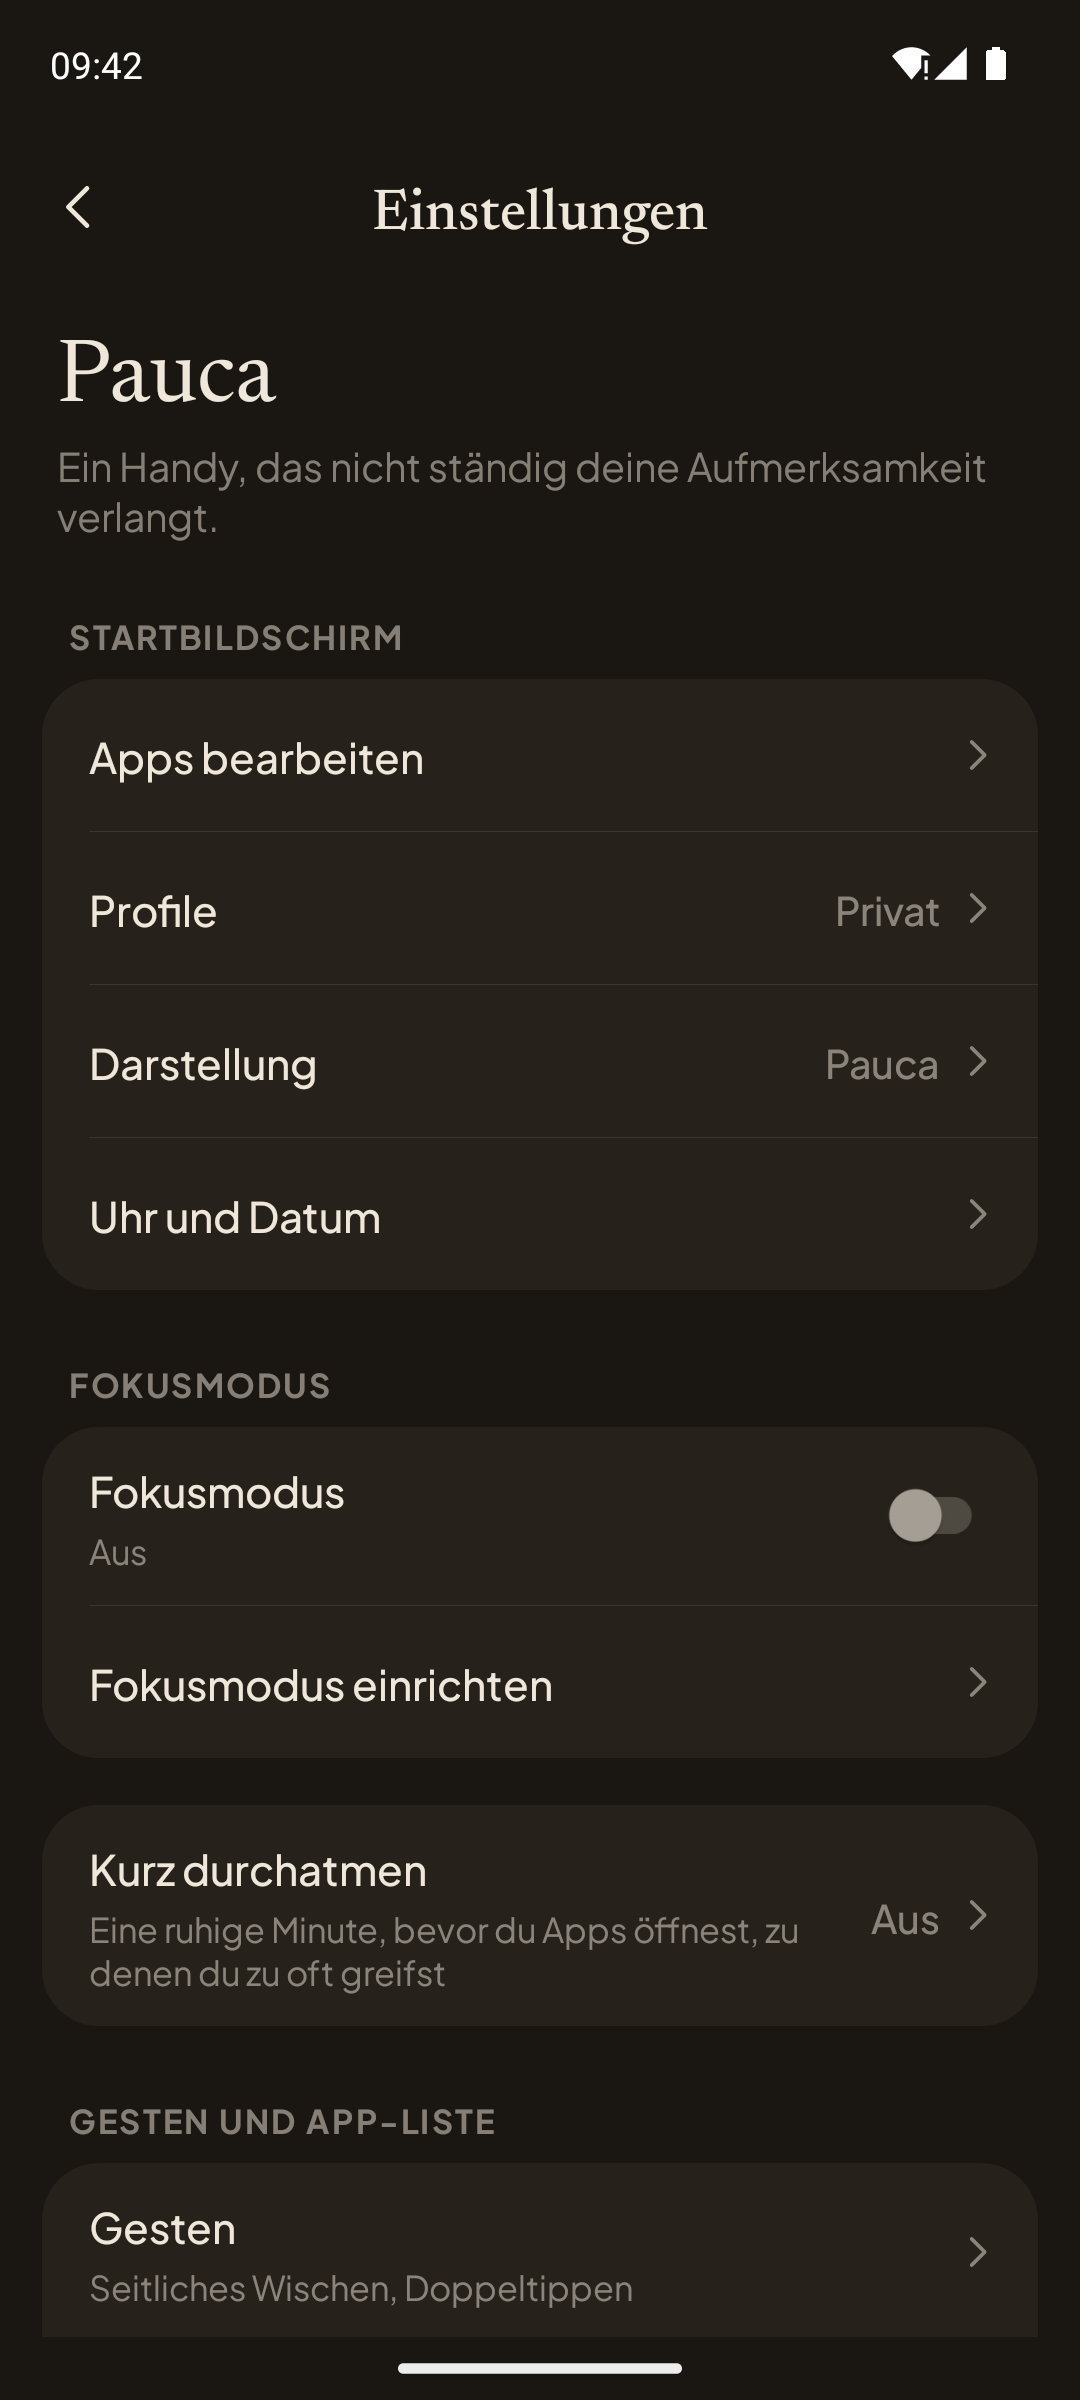 09:42
Einstellungen
Pauca
Ein Handy, das nicht ständig deine Aufmerksamkeit
verlangt.
STARTBILDSCHIRM
Apps bearbeiten
Profile
Privat
Darstellung
Pauca
Uhr und Datum
FOKUSMODUS
Fokusmodus
Aus
Fokusmodus einrichten
Kurz durchatmen
Eine ruhige Minute, bevor du Apps öffnest, zu
denen du zu oft greifst
Aus
GESTEN UND APP-LISTE
Gesten
Seitliches Wischen, Doppeltippen